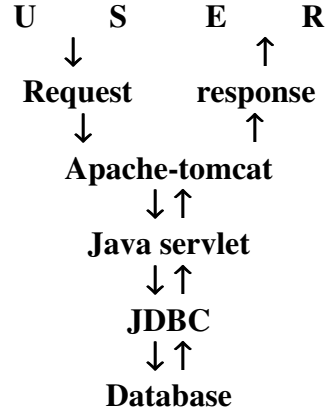 U S E R
Request response
Apache-tomcat
Java servlet
JDBC
Database